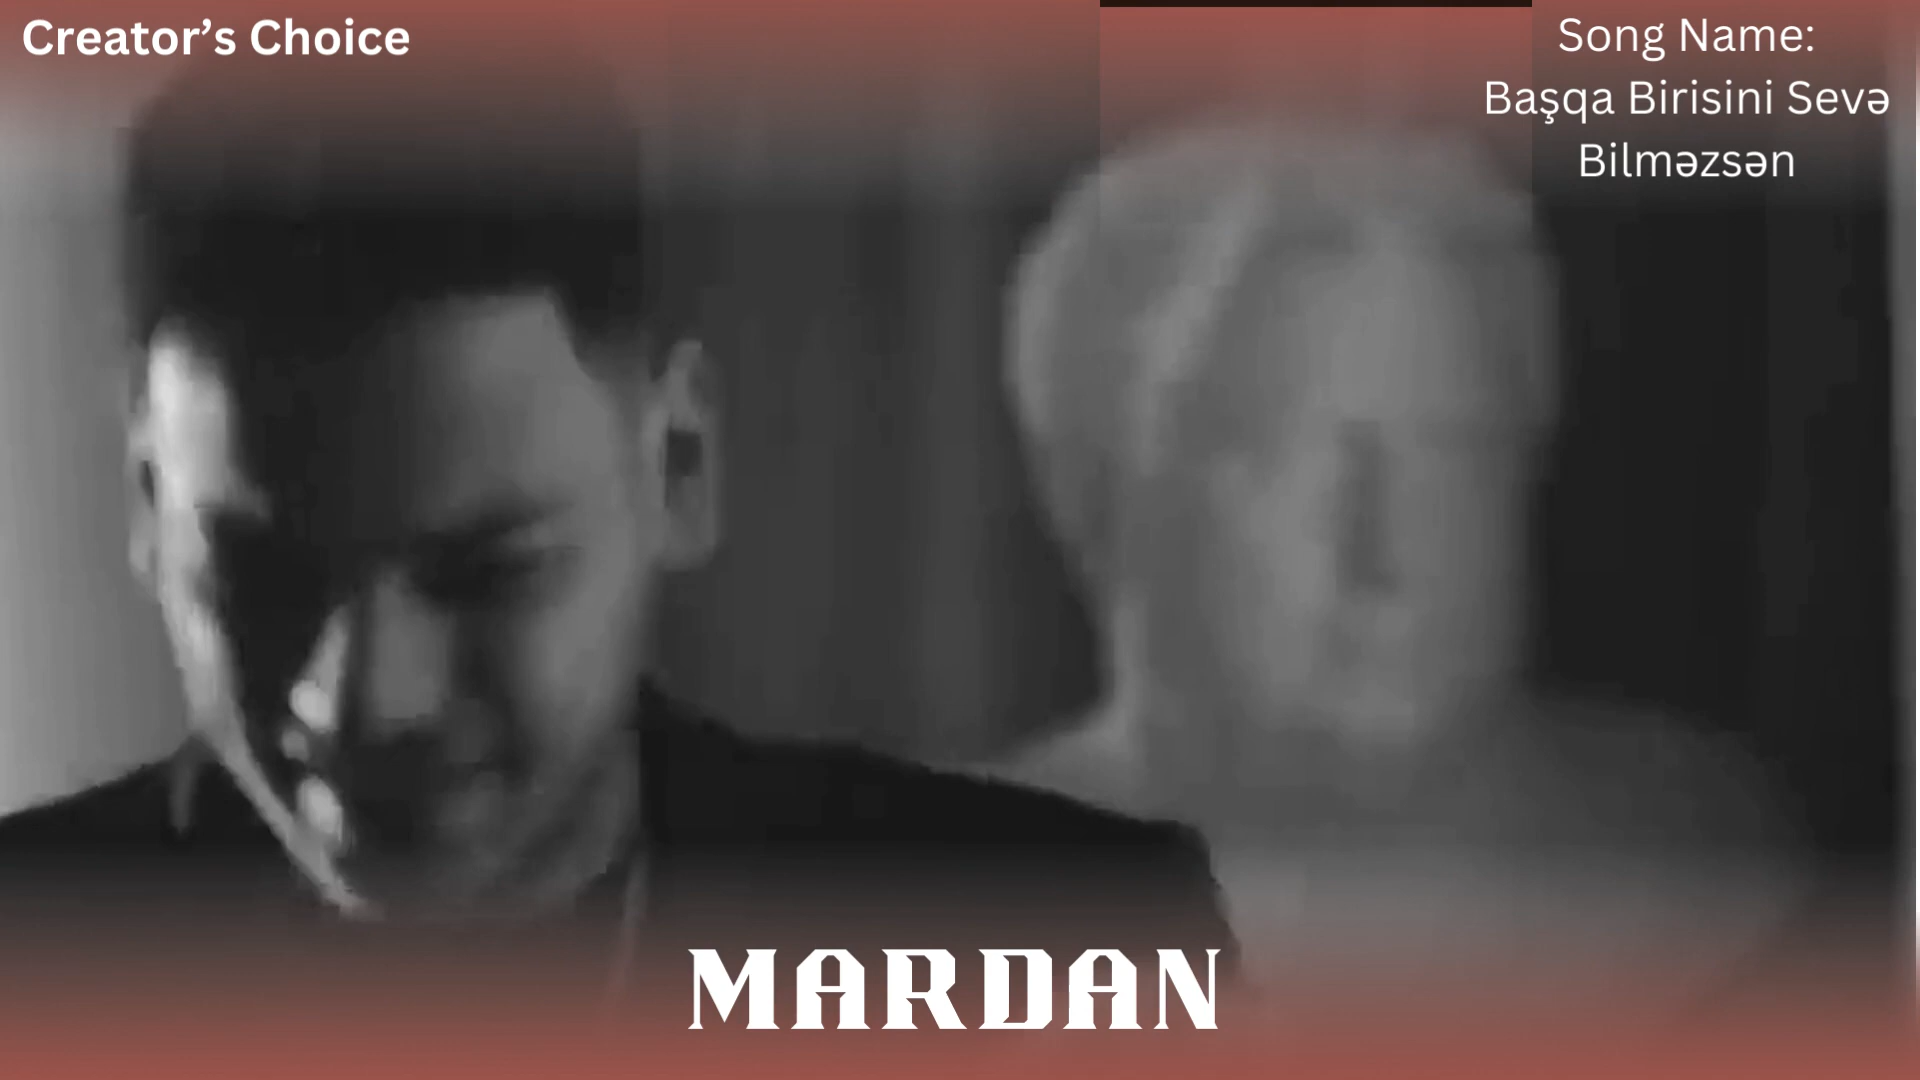 Creator’s Choice
Song Name:
Başqa Birisini Sevə
Bilməzsən
MARDAN